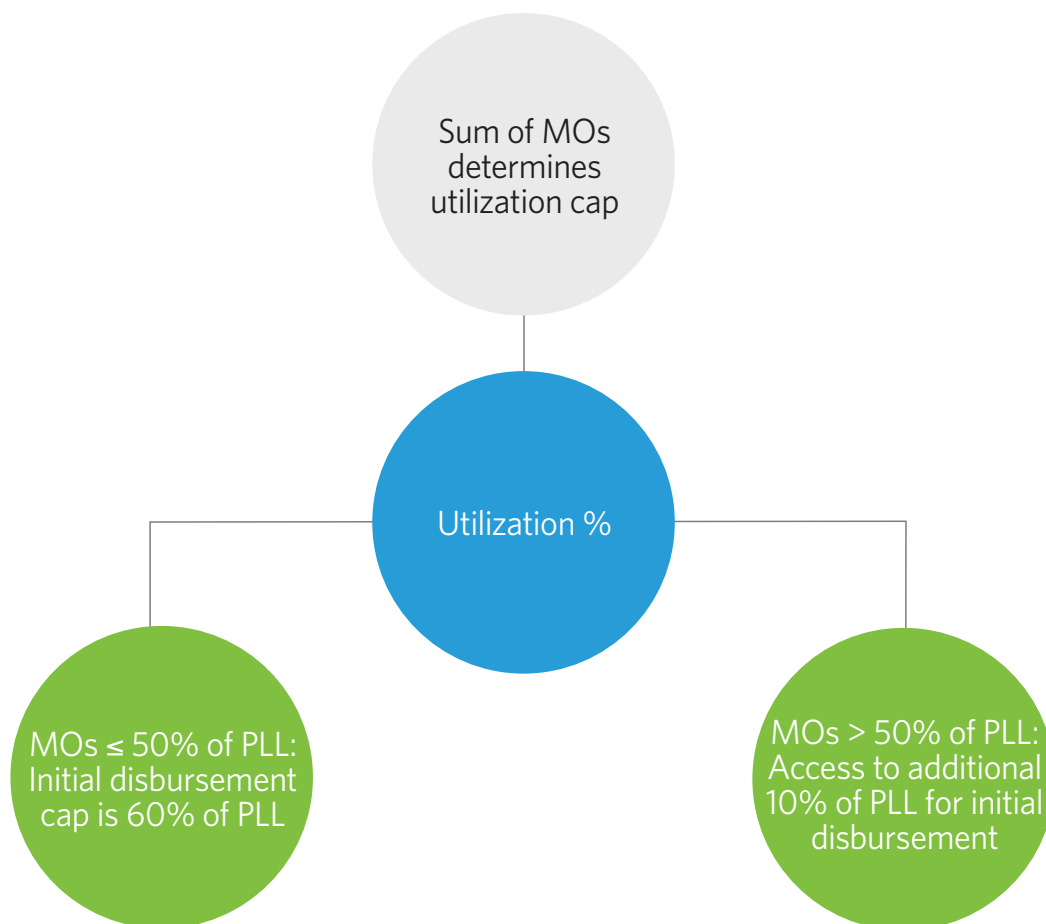 Sum of MOs
determines
utilization cap
Utilization %
MOs ≤ 50% of PLL:
Initial disbursement
cap is 60% of PLL
MOs > 50% of PLL:
Access to additional
10% of PLL for initial
disbursement